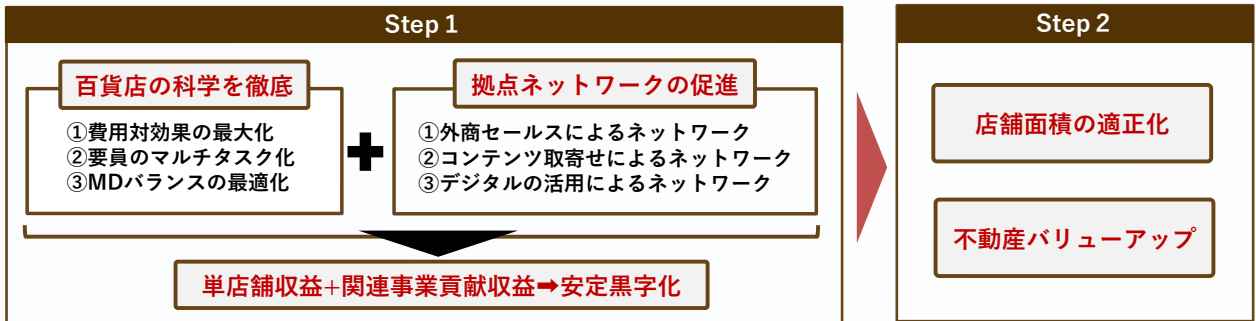 Step 1
百貨店の科学を徹底
①費用対効果の最大化
②要員のマルチタスク化
③MDバランスの最適化
拠点ネットワークの促進
①外商セールスによるネットワーク
②コンテンツ取寄せによるネットワーク
③デジタルの活用によるネットワーク
単店舗収益+関連事業貢献収益➡安定黒字化
Step 2
店舗面積の適正化
不動産バリューアップ